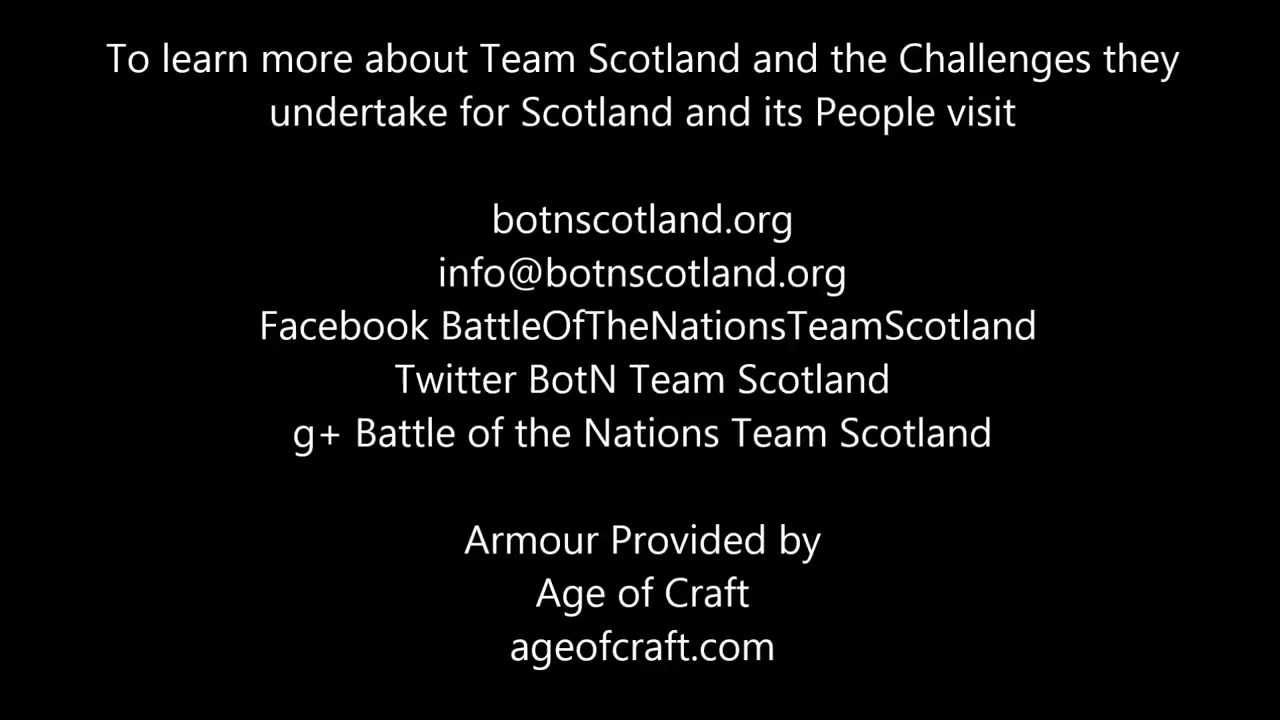 To learn more about Team Scotland and the Challenges they
undertake for Scotland and its People visit
botnscotland.org
info@botnscotland.org
Facebook BattleOfTheNationsTeamScotland
Twitter BotN Team Scotland
g+ Battle of the Nations Team Scotland
Armour Provided by
Age of Craft
ageofcraft.com